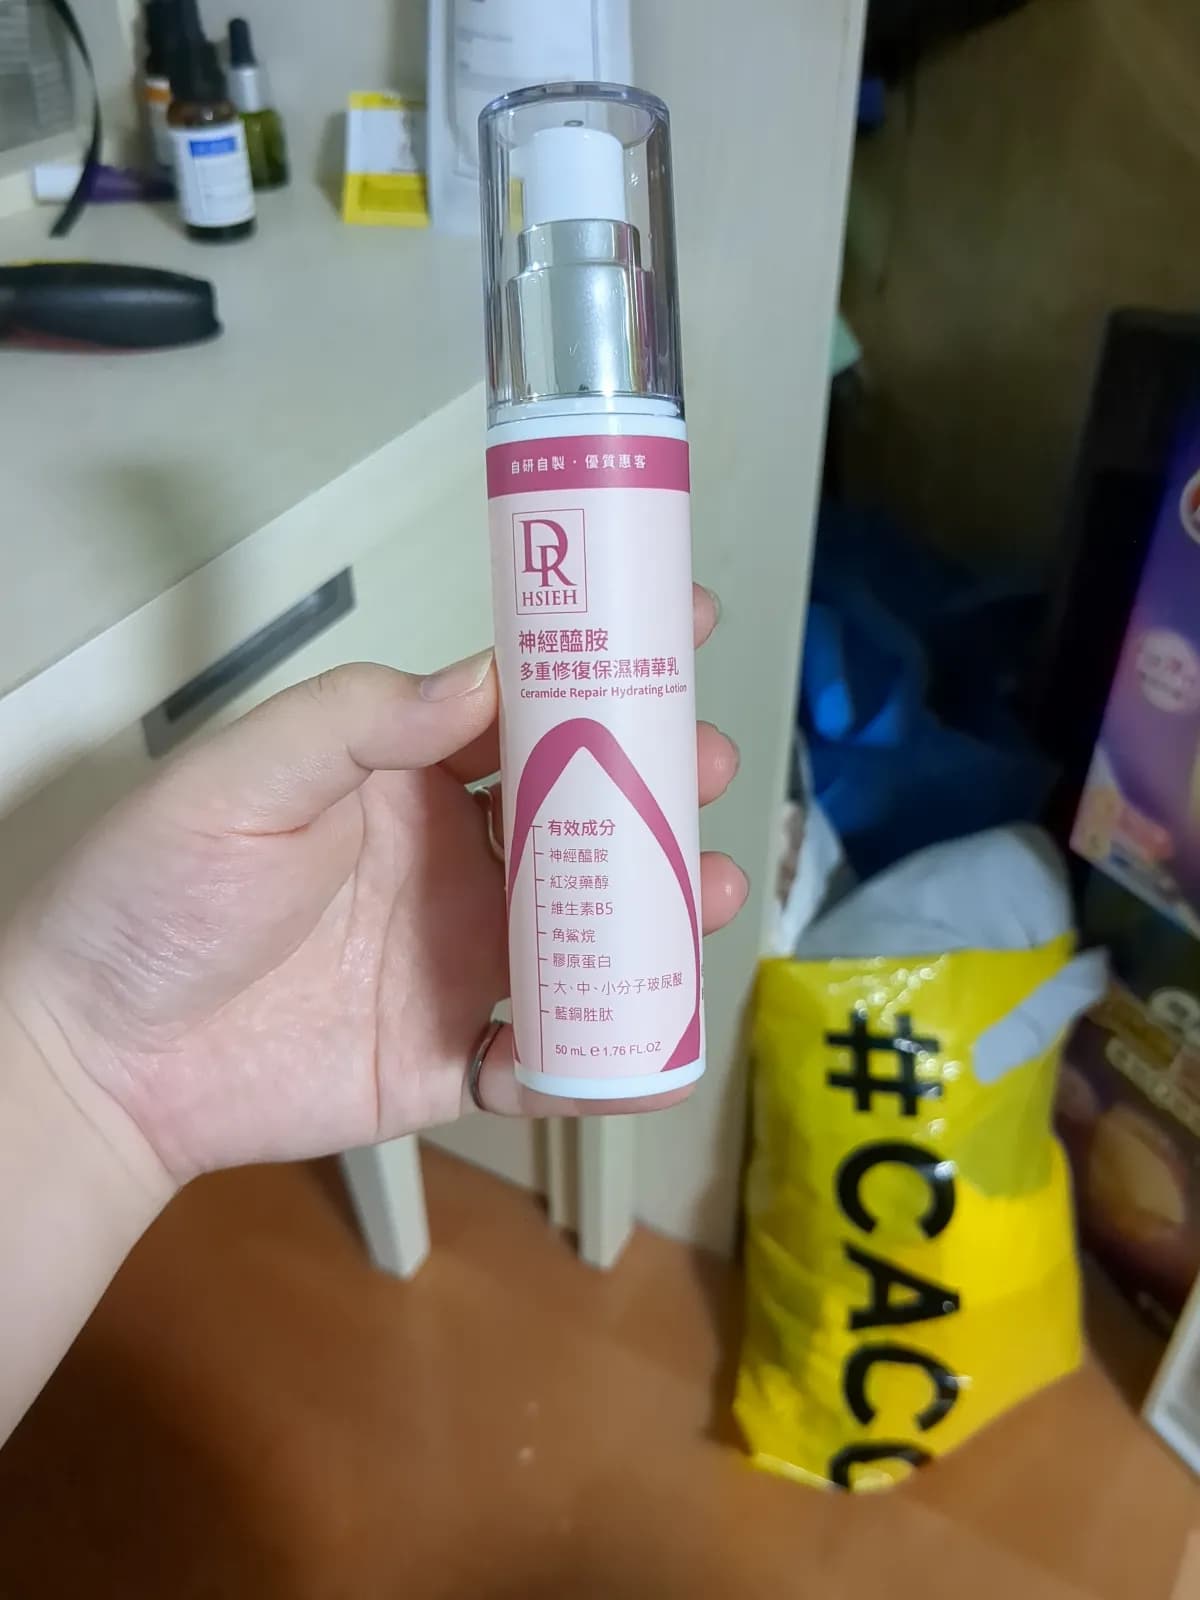 自研自製・優質惠客
DR
HSIEH
神經醯胺
多重修復保濕精華乳
Ceramide Repair Hydrating Lotion
有效成分
神經醯胺
紅沒藥醇
維生素B5
角鯊烷
膠原蛋白
大、中、小分子玻尿酸
藍銅胜肽
50 mL ℮ 1.76 FL.OZ
#CACO